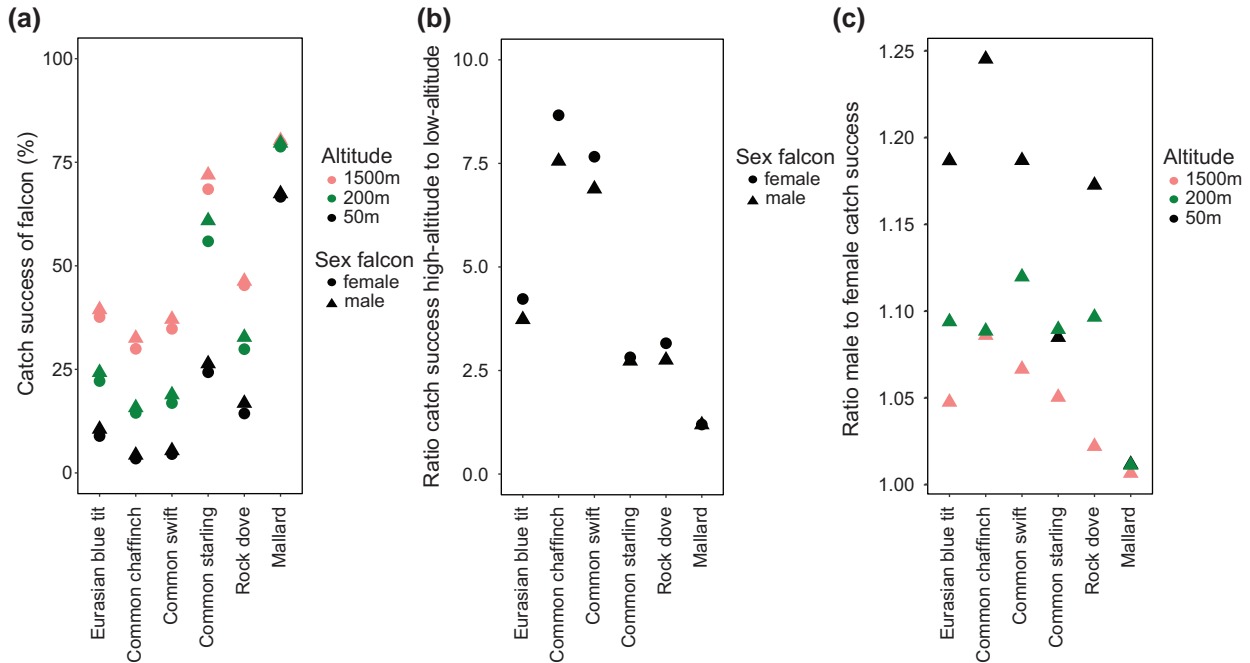 (a)
Catch success of falcon (%)
100
75
50
25
0
Eurasian blue tit
Common chaffinch
Common swift
Common starling
Rock dove
Mallard
Altitude
1500m
200m
50m
Sex falcon
female
male
(b)
Ratio catch success high-altitude to low-altitude
10.0
7.5
5.0
2.5
0.0
Eurasian blue tit
Common chaffinch
Common swift
Common starling
Rock dove
Mallard
Sex falcon
female
male
(c)
Ratio male to female catch success
1.25
1.20
1.15
1.10
1.05
1.00
Eurasian blue tit
Common chaffinch
Common swift
Common starling
Rock dove
Mallard
Altitude
1500m
200m
50m